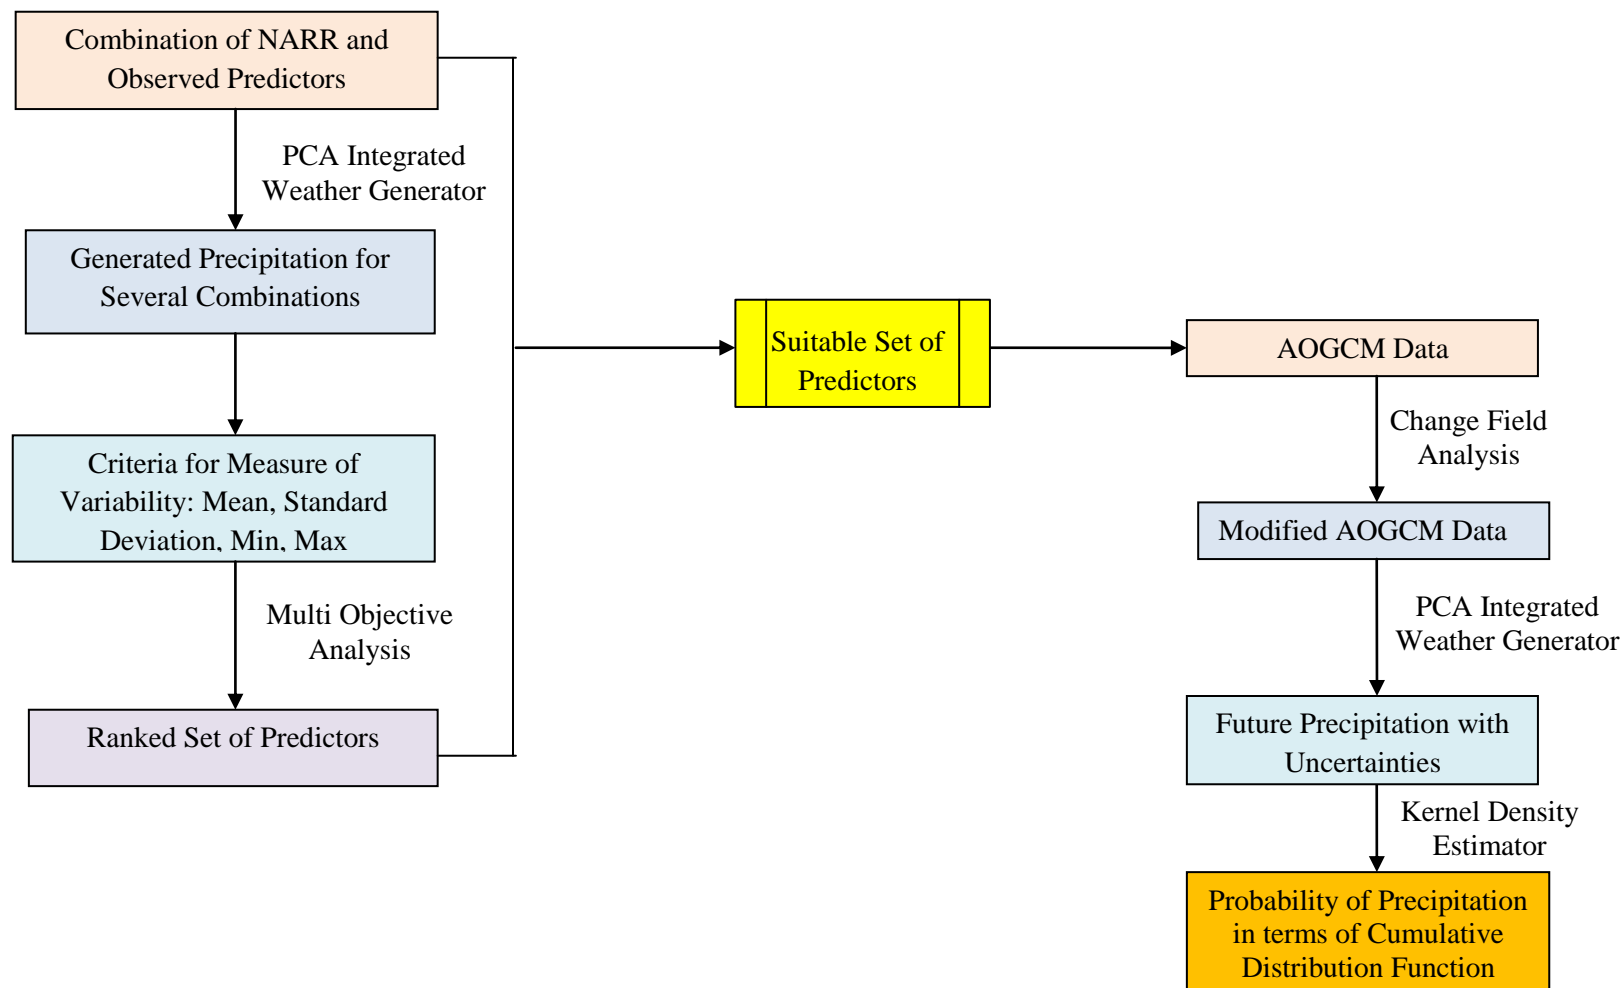 Combination of NARR and
Observed Predictors
PCA Integrated
Weather Generator
Generated Precipitation for
Several Combinations
Criteria for Measure of
Variability: Mean, Standard
Deviation, Min, Max
Multi Objective
Analysis
Ranked Set of Predictors
Suitable Set of
Predictors
AOGCM Data
Change Field
Analysis
Modified AOGCM Data
PCA Integrated
Weather Generator
Future Precipitation with
Uncertainties
Kernel Density
Estimator
Probability of Precipitation
in terms of Cumulative
Distribution Function